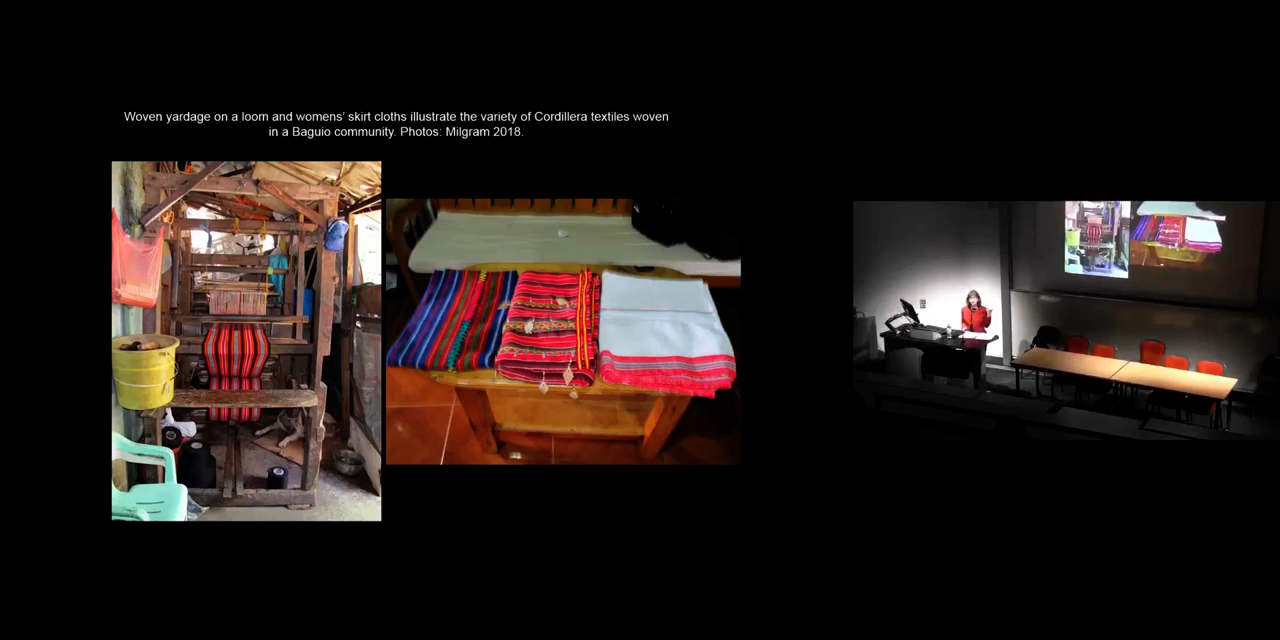 Woven yardage on a loom and womens’ skirt cloths illustrate the variety of Cordillera textiles woven
in a Baguio community. Photos: Milgram 2018.